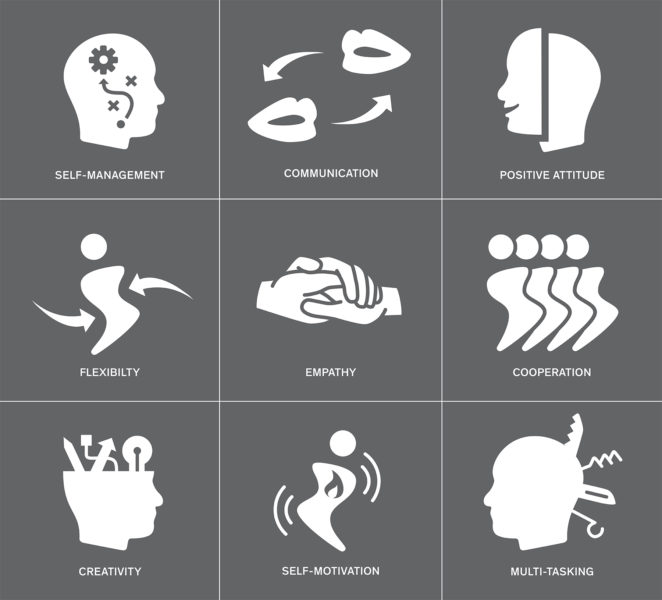 SELF-MANAGEMENT
COMMUNICATION
POSITIVE ATTITUDE
FLEXIBILTY
EMPATHY
COOPERATION
CREATIVITY
SELF-MOTIVATION
MULTI-TASKING